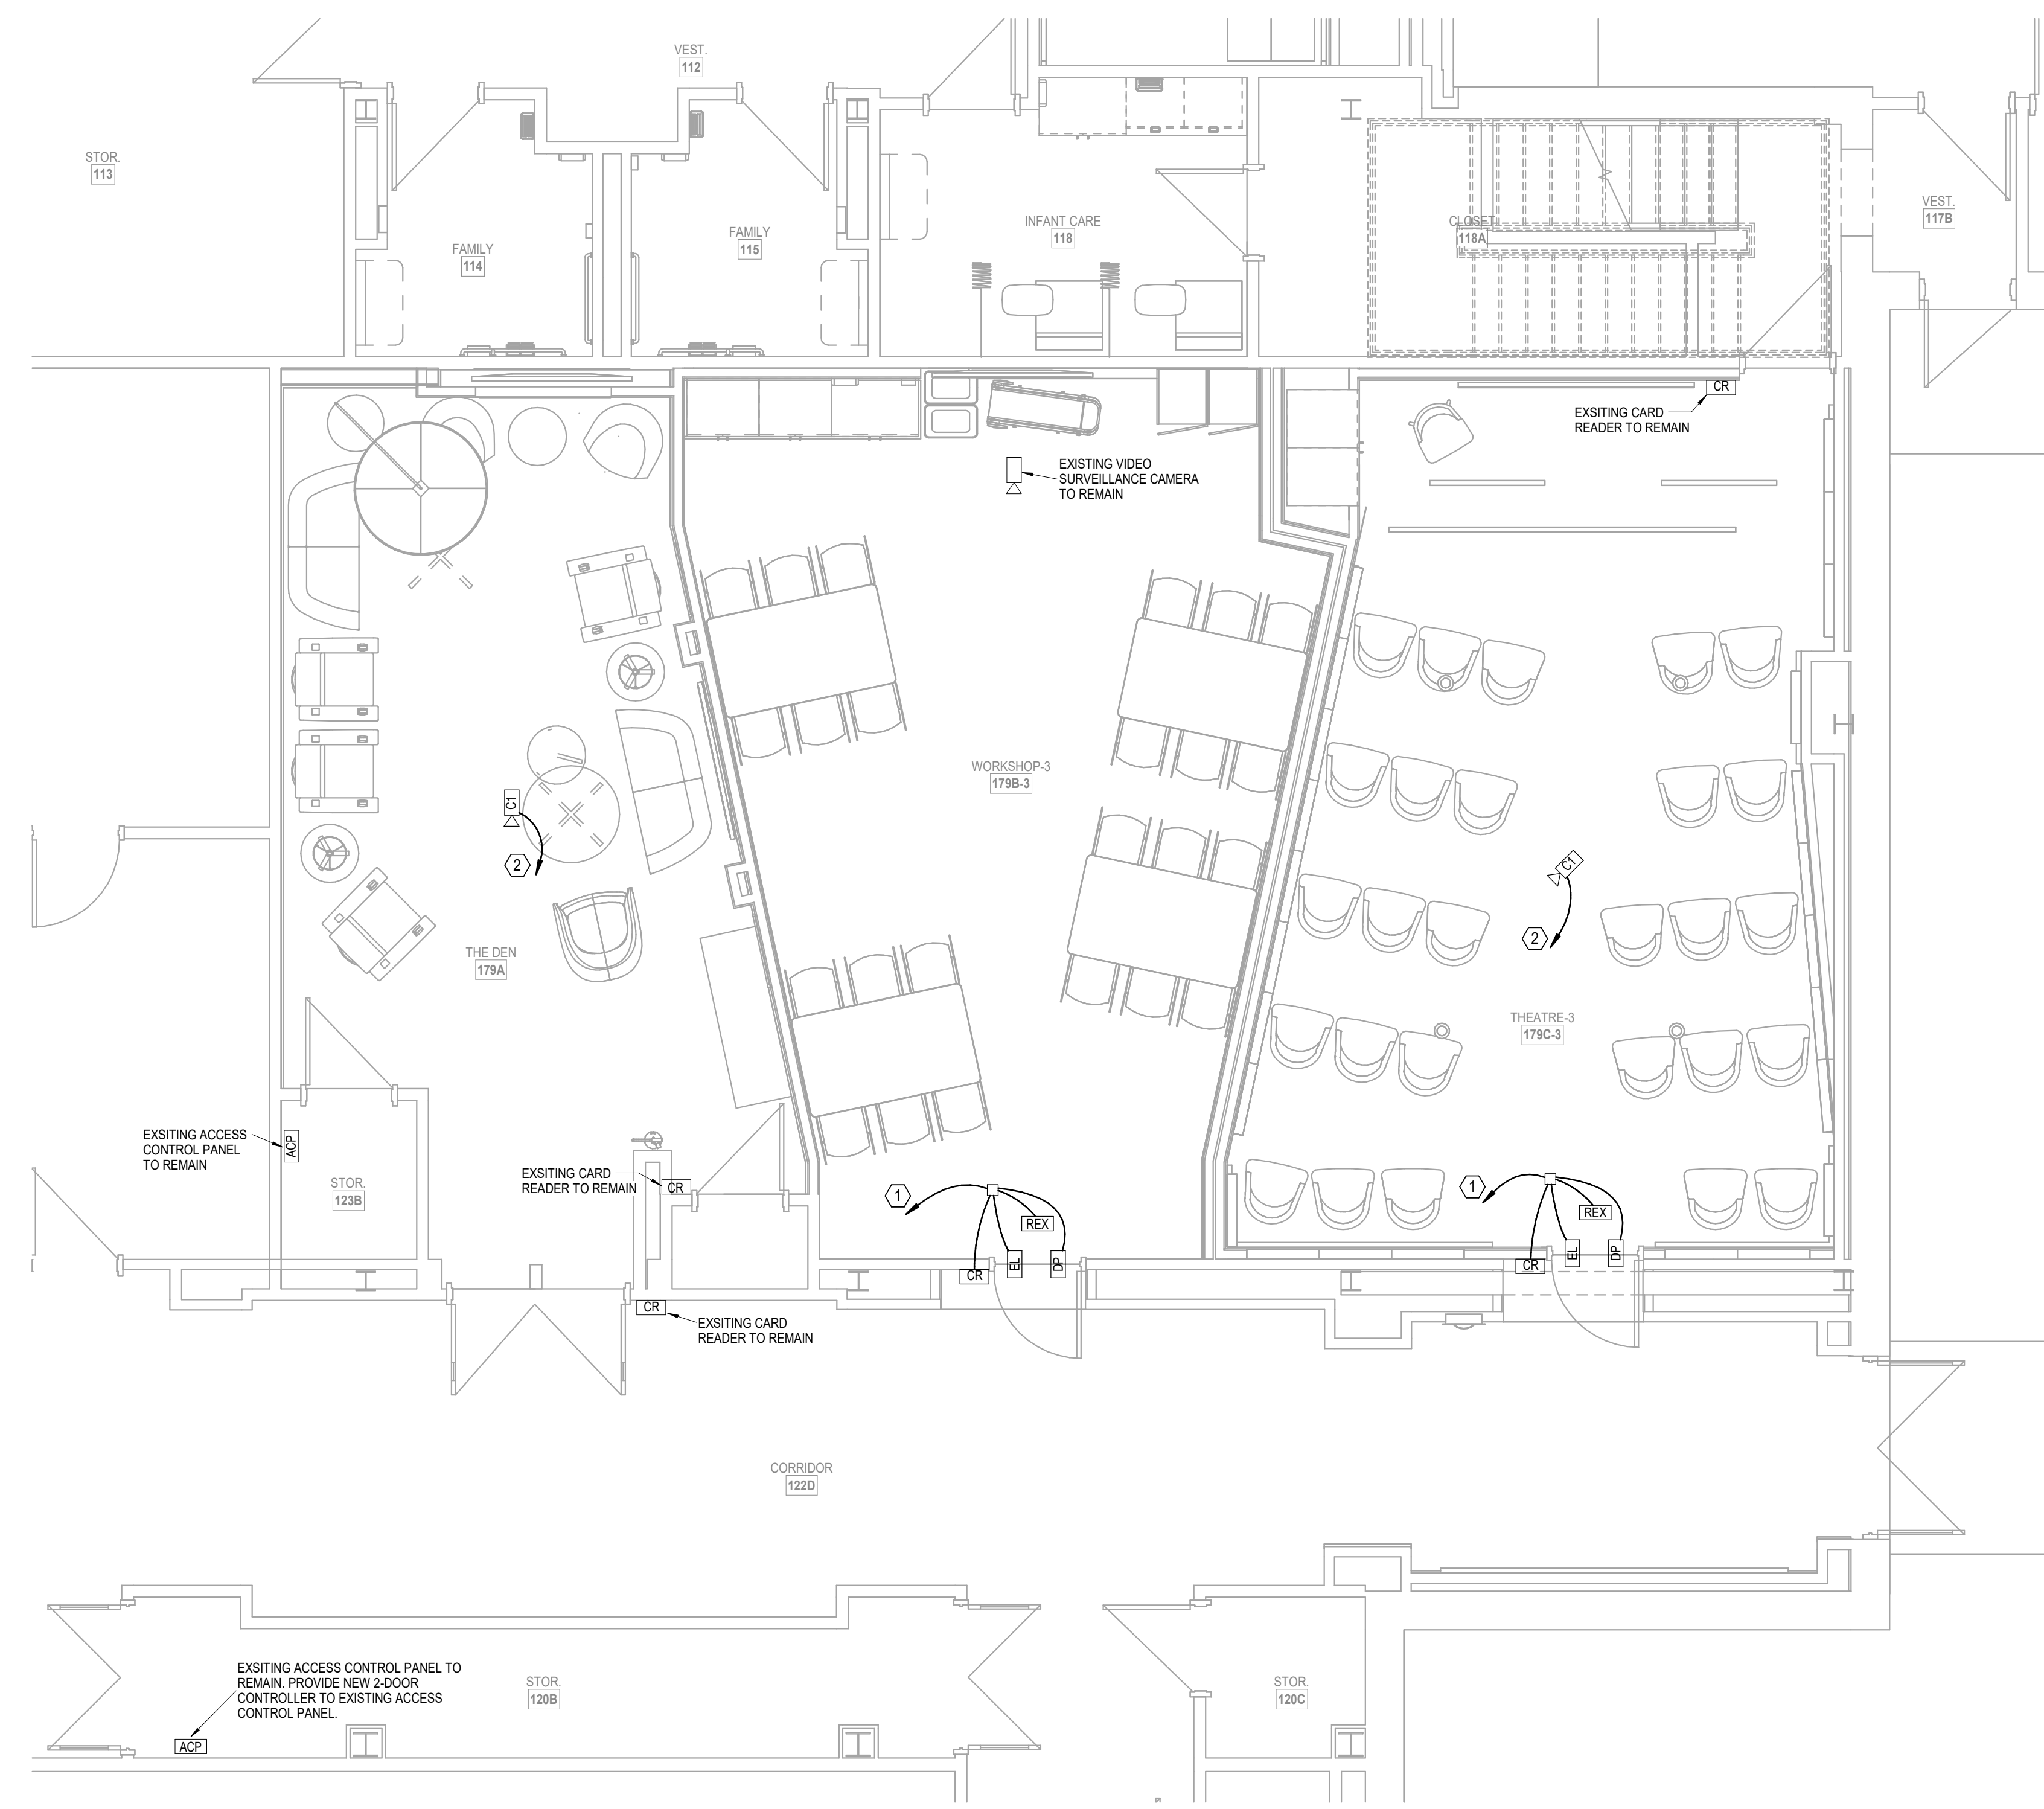 VEST.
112
STOR.
113
FAMILY
114
FAMILY
115
INFANT CARE
118
CLOSET
118A
VEST.
117B
CR
EXSITING CARD
READER TO REMAIN
EXISTING VIDEO
SURVEILLANCE CAMERA
TO REMAIN
WORKSHOP-3
179B-3
C1
2
C1
2
THE DEN
179A
THEATRE-3
179C-3
EXSITING ACCESS
CONTROL PANEL
TO REMAIN
ACP
STOR.
123B
EXSITING CARD
READER TO REMAIN
CR
1
REX
EL
DP
CR
1
REX
EL
DP
CR
CR
EXSITING CARD
READER TO REMAIN
CORRIDOR
122D
EXSITING ACCESS CONTROL PANEL TO
REMAIN. PROVIDE NEW 2-DOOR
CONTROLLER TO EXISTING ACCESS
CONTROL PANEL.
ACP
STOR.
120B
STOR.
120C